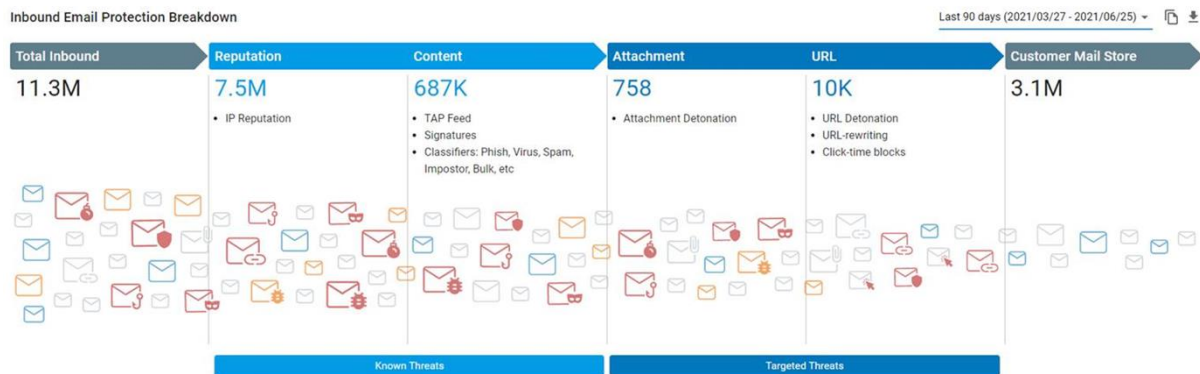 Inbound Email Protection Breakdown
Last 90 days (2021/03/27 - 2021/06/25)
Total Inbound
Reputation
Content
Attachment
URL
Customer Mail Store
11.3M
7.5M
687K
758
10K
3.1M
• IP Reputation
• TAP Feed
• Signatures
• Classifiers: Phish, Virus, Spam,
Impostor, Bulk, etc
• Attachment Detonation
• URL Detonation
• URL-rewriting
• Click-time blocks
Known Threats
Targeted Threats